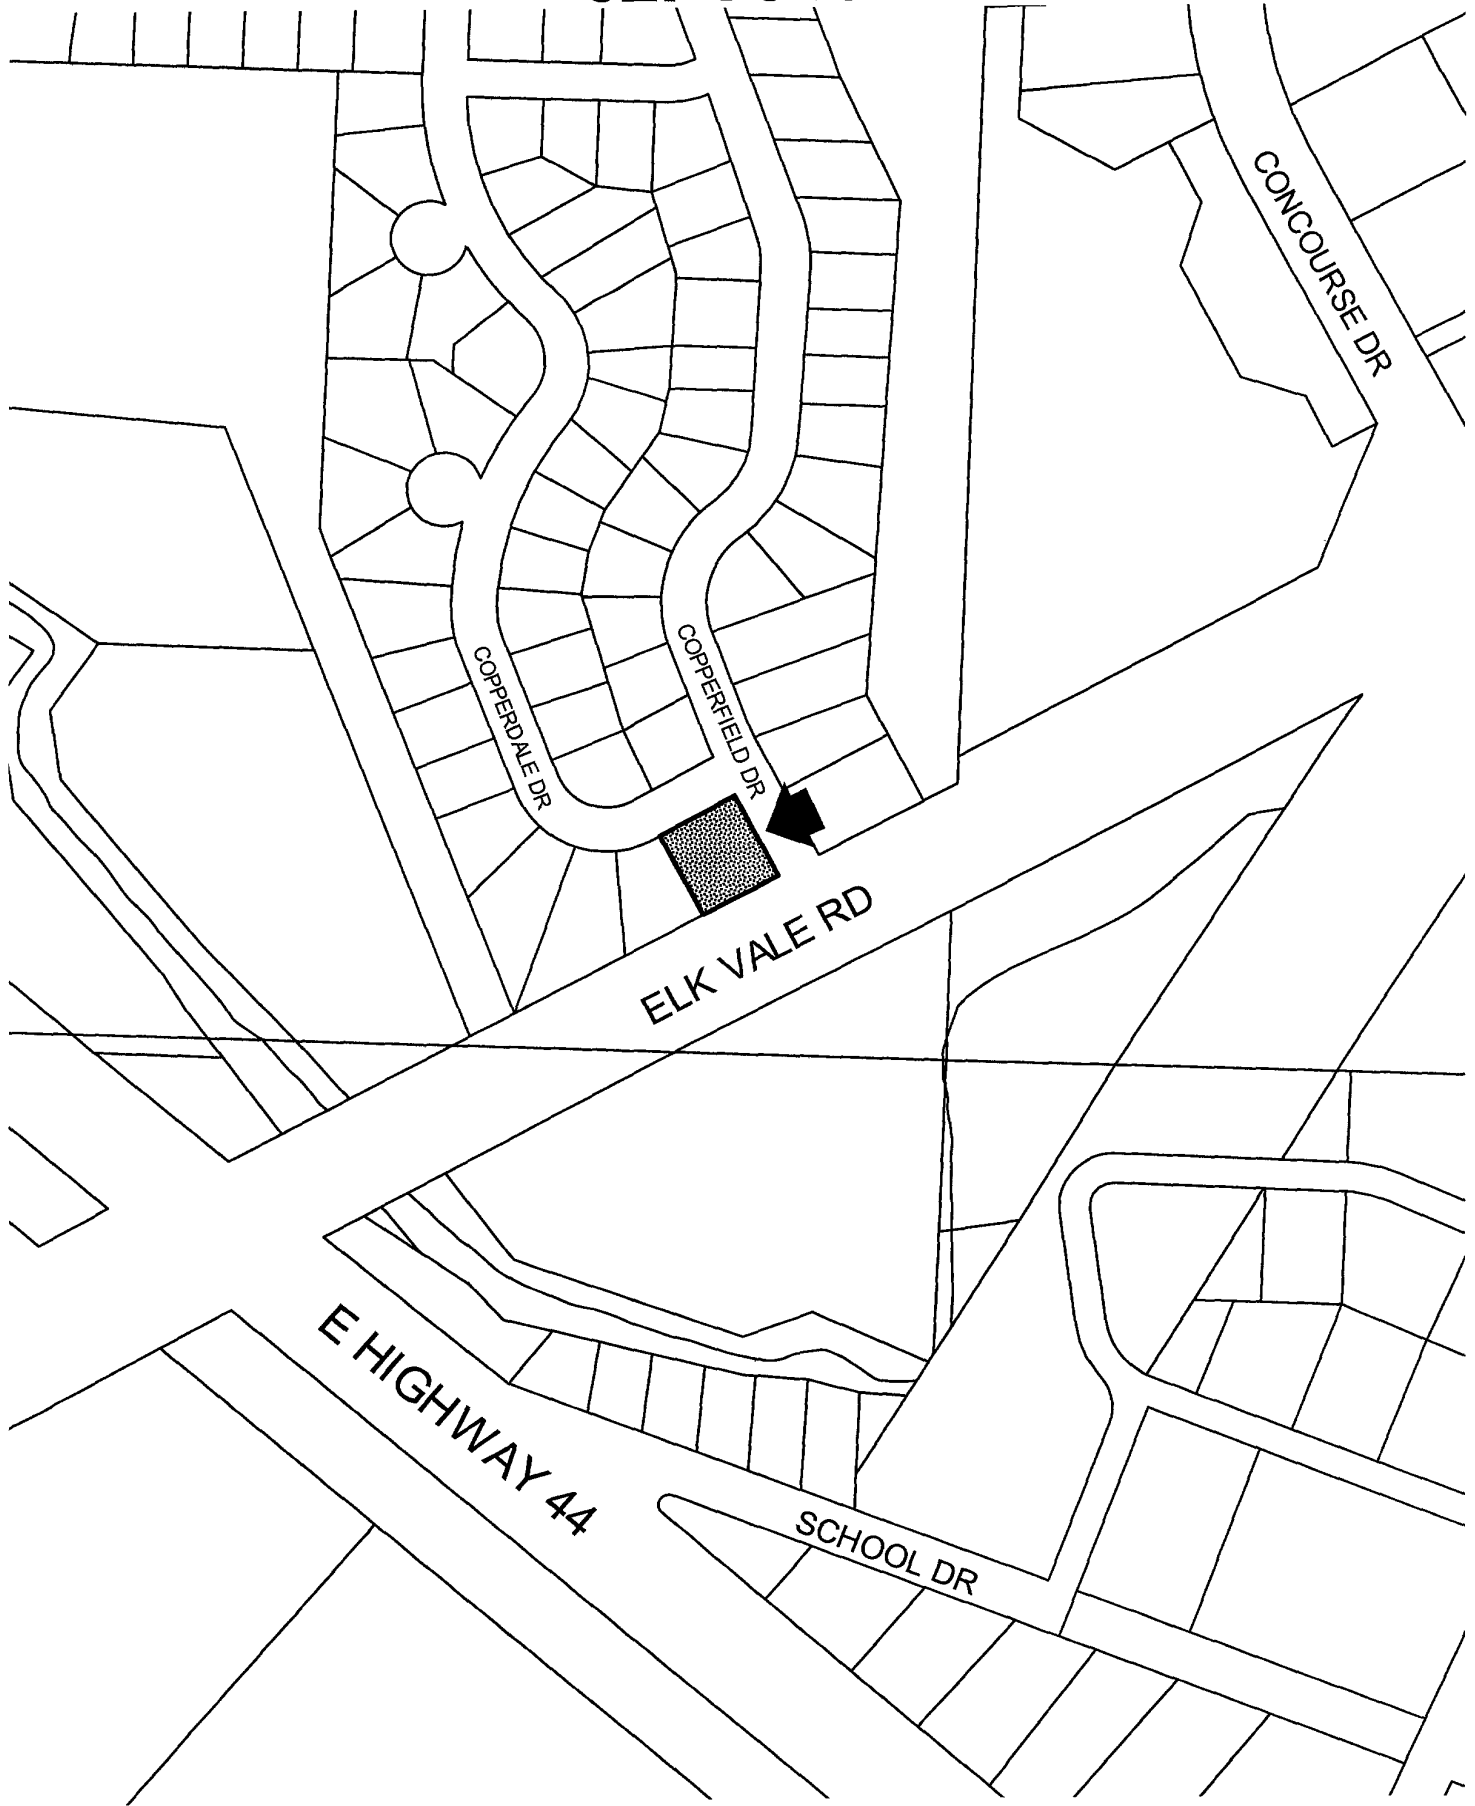 CONCOURSE DR
COPPERFIELD DR
COPPERDALE DR
ELK VALE RD
E HIGHWAY 44
SCHOOL DR